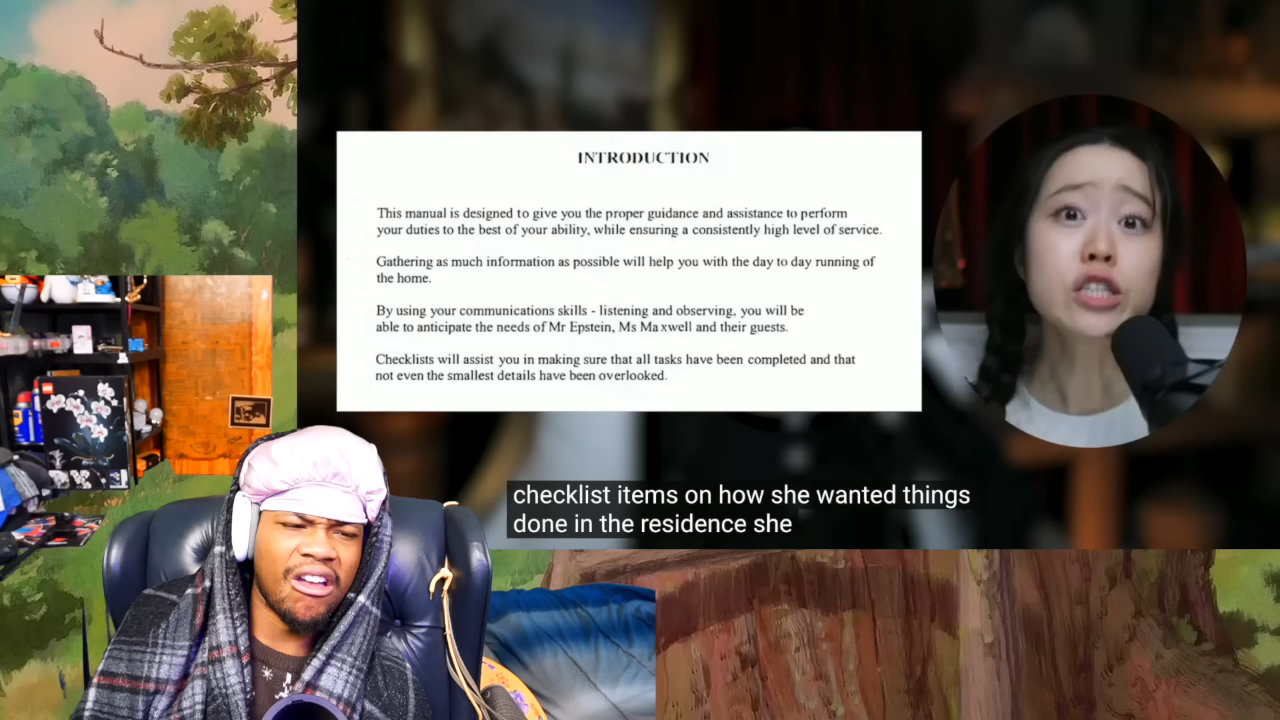 INTRODUCTION
This manual is designed to give you the proper guidance and assistance to perform
your duties to the best of your ability, while ensuring a consistently high level of service.
Gathering as much information as possible will help you with the day to day running of
the home.
By using your communications skills - listening and observing, you will be
able to anticipate the needs of Mr Epstein, Ms Maxwell and their guests.
Checklists will assist you in making sure that all tasks have been completed and that
not even the smallest details have been overlooked.
checklist items on how she wanted things
done in the residence she
LEGO